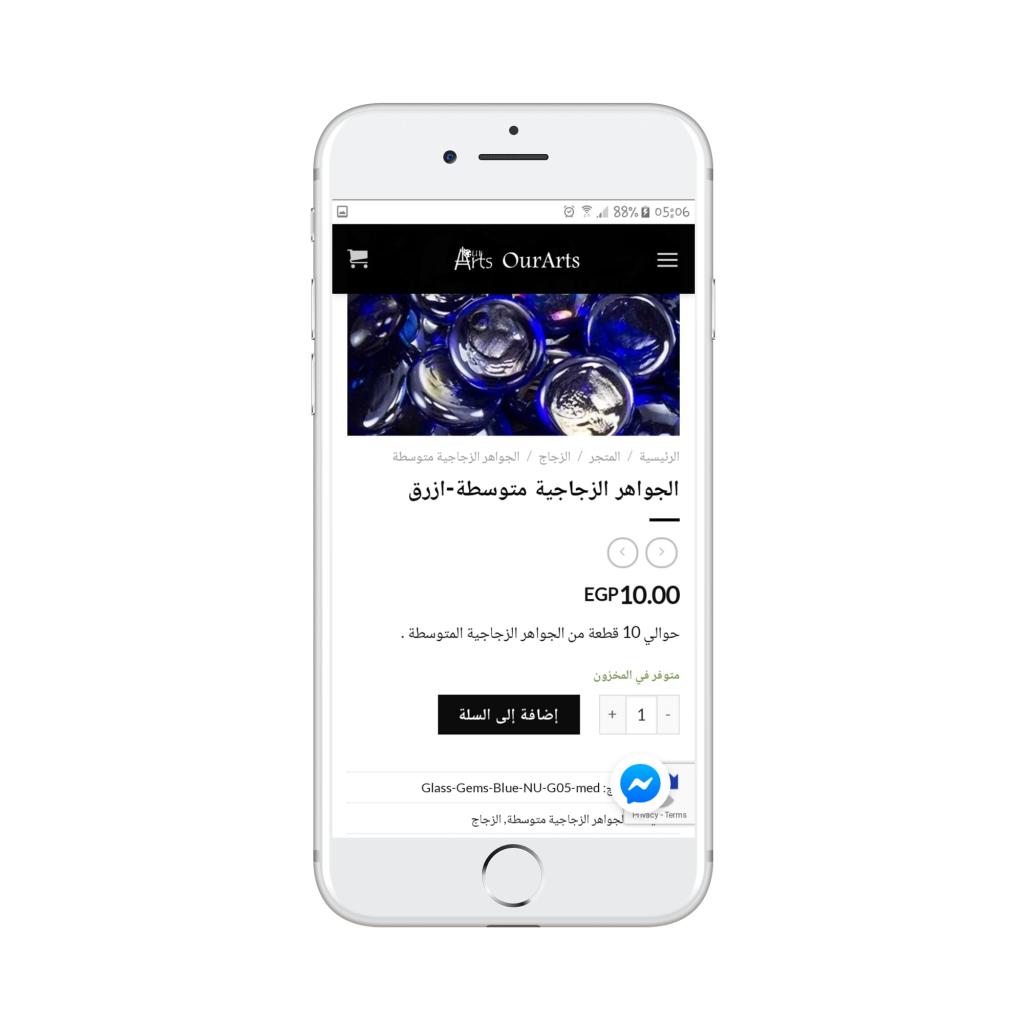 88% 05:06
Arts OurArts
الرئيسية / المتجر / الزجاج / الجواهر الزجاجية متوسطة
الجواهر الزجاجية متوسطة-ازرق
EGP10.00
حوالي 10 قطعة من الجواهر الزجاجية المتوسطة .
متوفر في المخزون
- 1 + إضافة إلى السلة
Glass-Gems-Blue-NU-G05-med
الجواهر الزجاجية متوسطة, الزجاج
Privacy - Terms